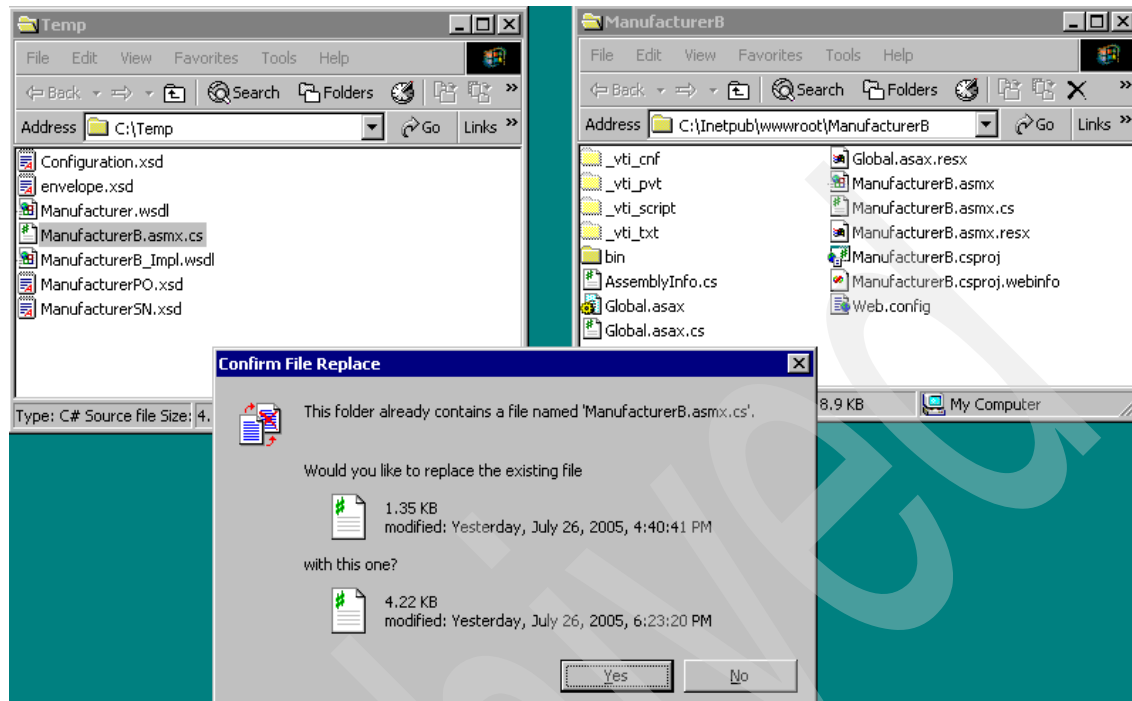 Temp
File Edit View Favorites Tools Help
Back Search Folders »
Address C:\Temp Go Links »
Configuration.xsd
envelope.xsd
Manufacturer.wsdl
ManufacturerB.asmx.cs
ManufacturerB_Impl.wsdl
ManufacturerPO.xsd
ManufacturerSN.xsd
Type: C# Source file Size: 4.
ManufacturerB
File Edit View Favorites Tools Help
Back Search Folders »
Address C:\Inetpub\wwwroot\ManufacturerB Go Links »
_vti_cnf
_vti_pvt
_vti_script
_vti_txt
bin
AssemblyInfo.cs
Global.asax
Global.asax.cs
Global.asax.resx
ManufacturerB.asmx
ManufacturerB.asmx.cs
ManufacturerB.asmx.resx
ManufacturerB.csproj
ManufacturerB.csproj.webinfo
Web.config
8.9 KB My Computer
Confirm File Replace
This folder already contains a file named 'ManufacturerB.asmx.cs'.
Would you like to replace the existing file
1.35 KB
modified: Yesterday, July 26, 2005, 4:40:41 PM
with this one?
4.22 KB
modified: Yesterday, July 26, 2005, 6:23:20 PM
Yes No